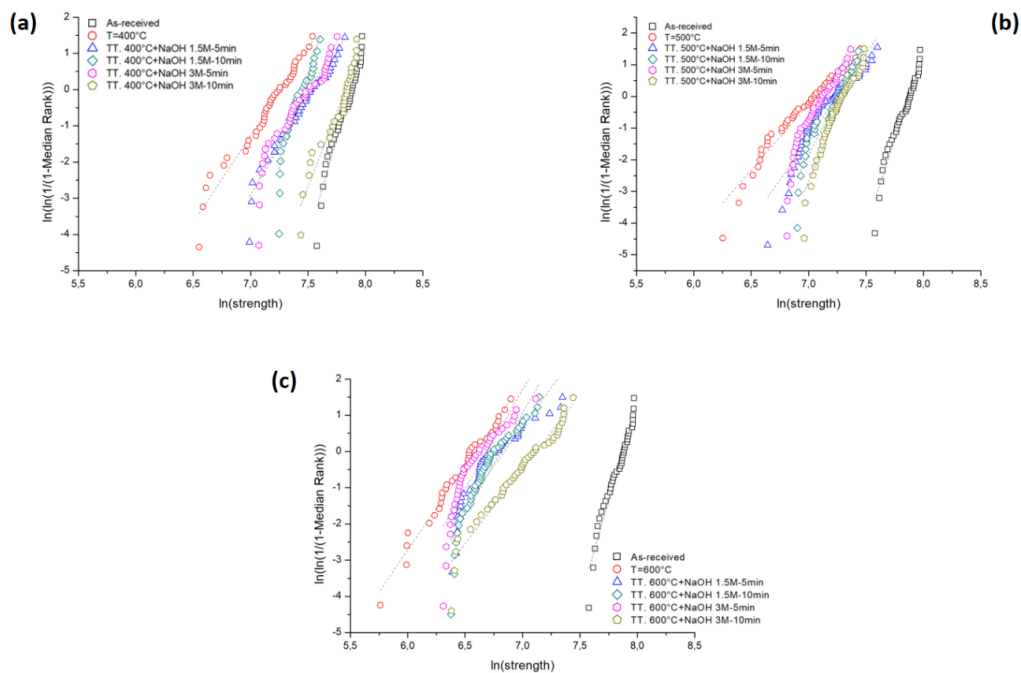 (a)
As-received
T=400°C
TT. 400°C+NaOH 1.5M-5min
TT. 400°C+NaOH 1.5M-10min
TT. 400°C+NaOH 3M-5min
TT. 400°C+NaOH 3M-10min
ln(ln(1/(1-Median Rank)))
2
1
0
-1
-2
-3
-4
-5
5,5 6,0 6,5 7,0 7,5 8,0 8,5
ln(strength)
(b)
As-received
T=500°C
TT. 500°C+NaOH 1.5M-5min
TT. 500°C+NaOH 1.5M-10min
TT. 500°C+NaOH 3M-5min
TT. 500°C+NaOH 3M-10min
ln(ln(1/(1-Median Rank)))
2
1
0
-1
-2
-3
-4
-5
5,5 6,0 6,5 7,0 7,5 8,0 8,5
ln(strength)
(c)
ln(ln(1/(1-Median Rank)))
2
1
0
-1
-2
-3
-4
-5
As-received
T=600°C
TT. 600°C+NaOH 1.5M-5min
TT. 600°C+NaOH 1.5M-10min
TT. 600°C+NaOH 3M-5min
TT. 600°C+NaOH 3M-10min
5,5 6,0 6,5 7,0 7,5 8,0 8,5
ln(strength)